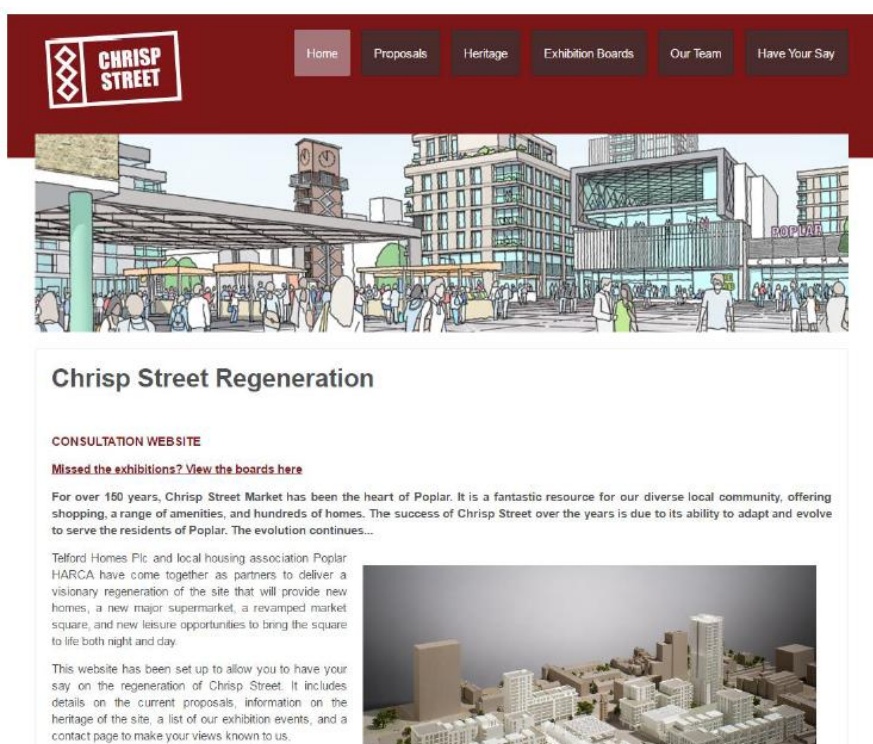 CHRISP
STREET
Home
Proposals
Heritage
Exhibition Boards
Our Team
Have Your Say
POPLAR
CINEMA
Chrisp Street Regeneration
CONSULTATION WEBSITE
Missed the exhibitions? View the boards here
For over 150 years, Chrisp Street Market has been the heart of Poplar. It is a fantastic resource for our diverse local community, offering
shopping, a range of amenities, and hundreds of homes. The success of Chrisp Street over the years is due to its ability to adapt and evolve
to serve the residents of Poplar. The evolution continues...
Telford Homes Plc and local housing association Poplar
HARCA have come together as partners to deliver a
visionary regeneration of the site that will provide new
homes, a new major supermarket, a revamped market
square, and new leisure opportunities to bring the square
to life both night and day.
This website has been set up to allow you to have your
say on the regeneration of Chrisp Street. It includes
details on the current proposals, information on the
heritage of the site, a list of our exhibition events, and a
contact page to make your views known to us.